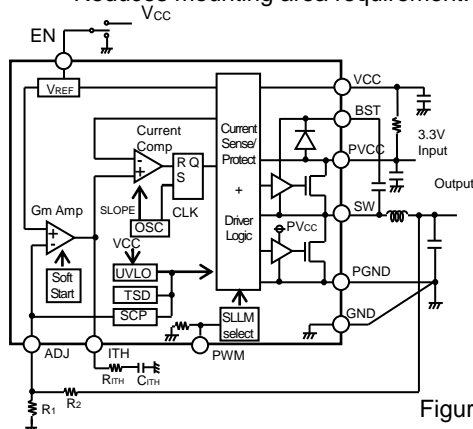 Reduces mounting area requirement.
VCC
EN
VREF
VCC
BST
Current
Comp
Current
Sense/
Protect
+
Driver
Logic
R Q
S
3.3V
Input
PVCC
Output
Gm Amp
SLOPE
OSC
CLK
SW
VCC
PVCC
Soft
Start
UVLO
TSD
SCP
PGND
SLLM
select
GND
ADJ
ITH
PWM
RITH
CITH
R1
R2
Figur